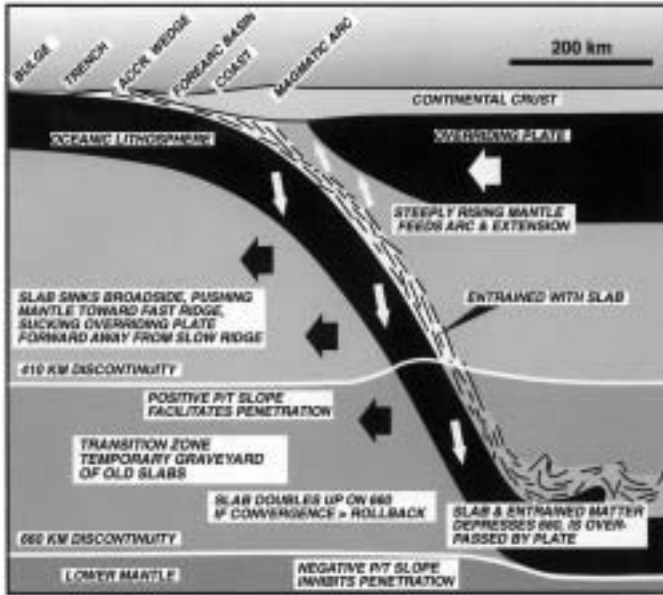 BULGE
TRENCH
ACCR. WEDGE
FOREARC BASIN
COAST
MAGMATIC ARC
200 km
CONTINENTAL CRUST
OCEANIC LITHOSPHERE
OVERRIDING PLATE
STEEPLY RISING MANTLE
FEEDS ARC & EXTENSION
SLAB SINKS BROADSIDE, PUSHING
MANTLE TOWARD FAST RIDGE,
SUCKING OVERRIDING PLATE
FORWARD AWAY FROM SLOW RIDGE
ENTRAINED WITH SLAB
410 KM DISCONTINUITY
POSITIVE P/T SLOPE
FACILITATES PENETRATION
TRANSITION ZONE
TEMPORARY GRAVEYARD
OF OLD SLABS
SLAB DOUBLES UP ON 660
IF CONVERGENCE > ROLLBACK
SLAB & ENTRAINED MATTER
DEPRESSES 660, IS OVER-
PASSED BY PLATE
660 KM DISCONTINUITY
LOWER MANTLE
NEGATIVE P/T SLOPE
INHIBITS PENETRATION